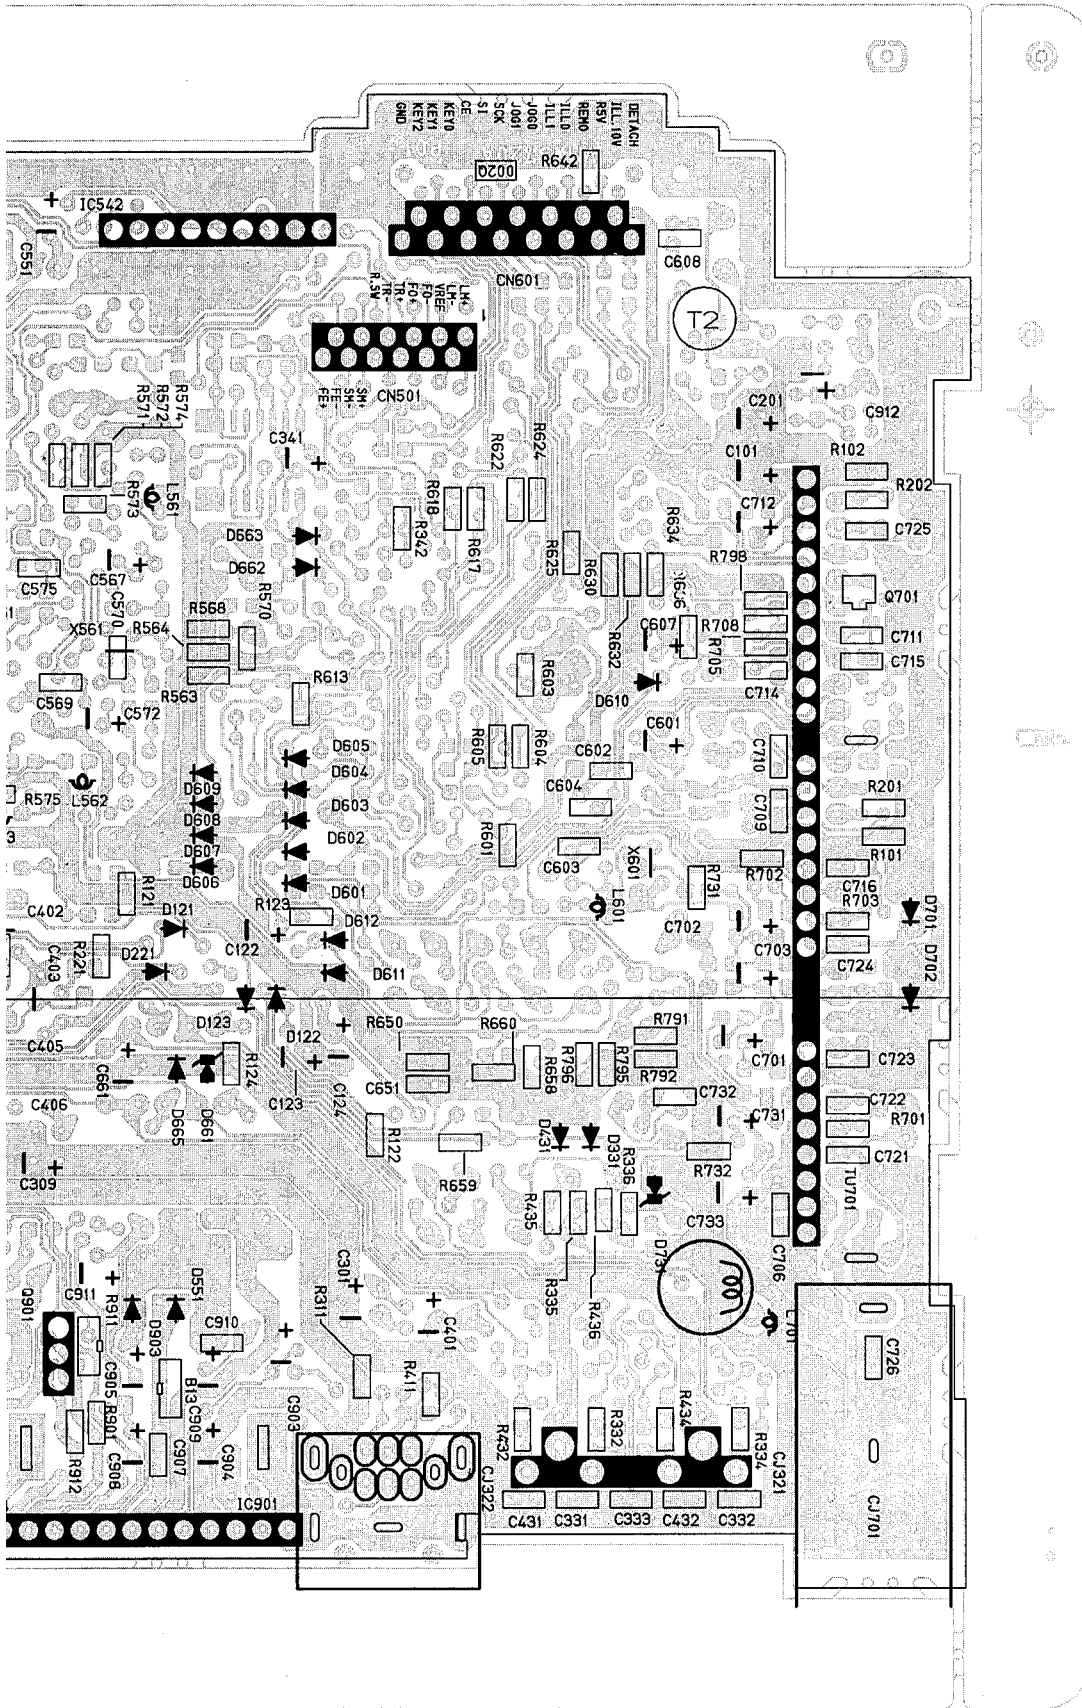 GND
KEY2
KEY1
KEY0
CE
SI
SCK
JOG1
JOG0
ILL1
ILL0
REMO
R5V
ILL.10V
DETACH
R642
002Q
IC542
C551
CN601
C608
R.SW
TR-
TR+
FO+
FO-
VREF
LM-
LM+
T2
CN501
FE+
FE-
SM-
SM+
R571
R572
R574
C341
R622
R624
C201
C912
C101
R102
R573
L561
R618
R342
R617
C712
R202
D663
D662
R625
R630
R634
R798
C725
C575
C567
C570
X561
R568
R564
R570
R563
R632
C607
R708
R705
Q701
C711
C715
C569
C572
R613
R603
D610
C714
D605
D604
D603
D602
D601
R605
R604
C602
C601
C710
D609
D608
D607
D606
R575
L562
C604
C709
R201
R601
C603
X601
R702
R101
R121
R731
C716
R703
C402
D121
R123
D612
L601
C702
D701
C403
R221
D221
C122
D611
C703
C724
D702
C405
D123
D122
R650
R660
R791
C701
C723
C661
R124
C651
R658
R796
R795
R792
C732
C722
C406
D665
D661
C123
C124
R122
D431
D331
C731
R701
C721
C309
R659
R336
R732
TU701
R435
C733
C706
C301
D731
R335
R436
Q901
C911
R911
D551
R311
C401
L701
D903
C910
C726
C905
B13
R411
R901
C909
C903
R432
R332
R434
R334
R912
C906
C907
C904
CJ322
CJ321
IC901
C431
C331
C333
C432
C332
CJ701